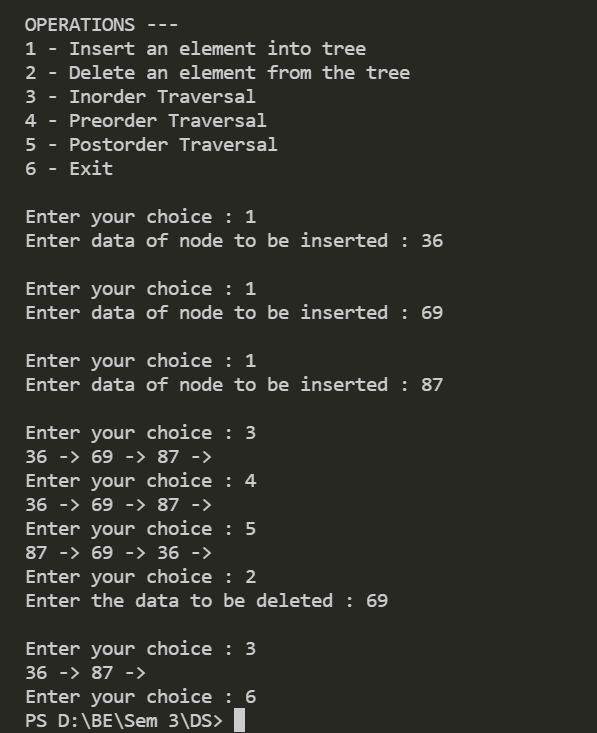 OPERATIONS ---
1 - Insert an element into tree
2 - Delete an element from the tree
3 - Inorder Traversal
4 - Preorder Traversal
5 - Postorder Traversal
6 - Exit

Enter your choice : 1
Enter data of node to be inserted : 36

Enter your choice : 1
Enter data of node to be inserted : 69

Enter your choice : 1
Enter data of node to be inserted : 87

Enter your choice : 3
36 -> 69 -> 87 ->
Enter your choice : 4
36 -> 69 -> 87 ->
Enter your choice : 5
87 -> 69 -> 36 ->
Enter your choice : 2
Enter the data to be deleted : 69

Enter your choice : 3
36 -> 87 ->
Enter your choice : 6
PS D:\BE\Sem 3\DS>